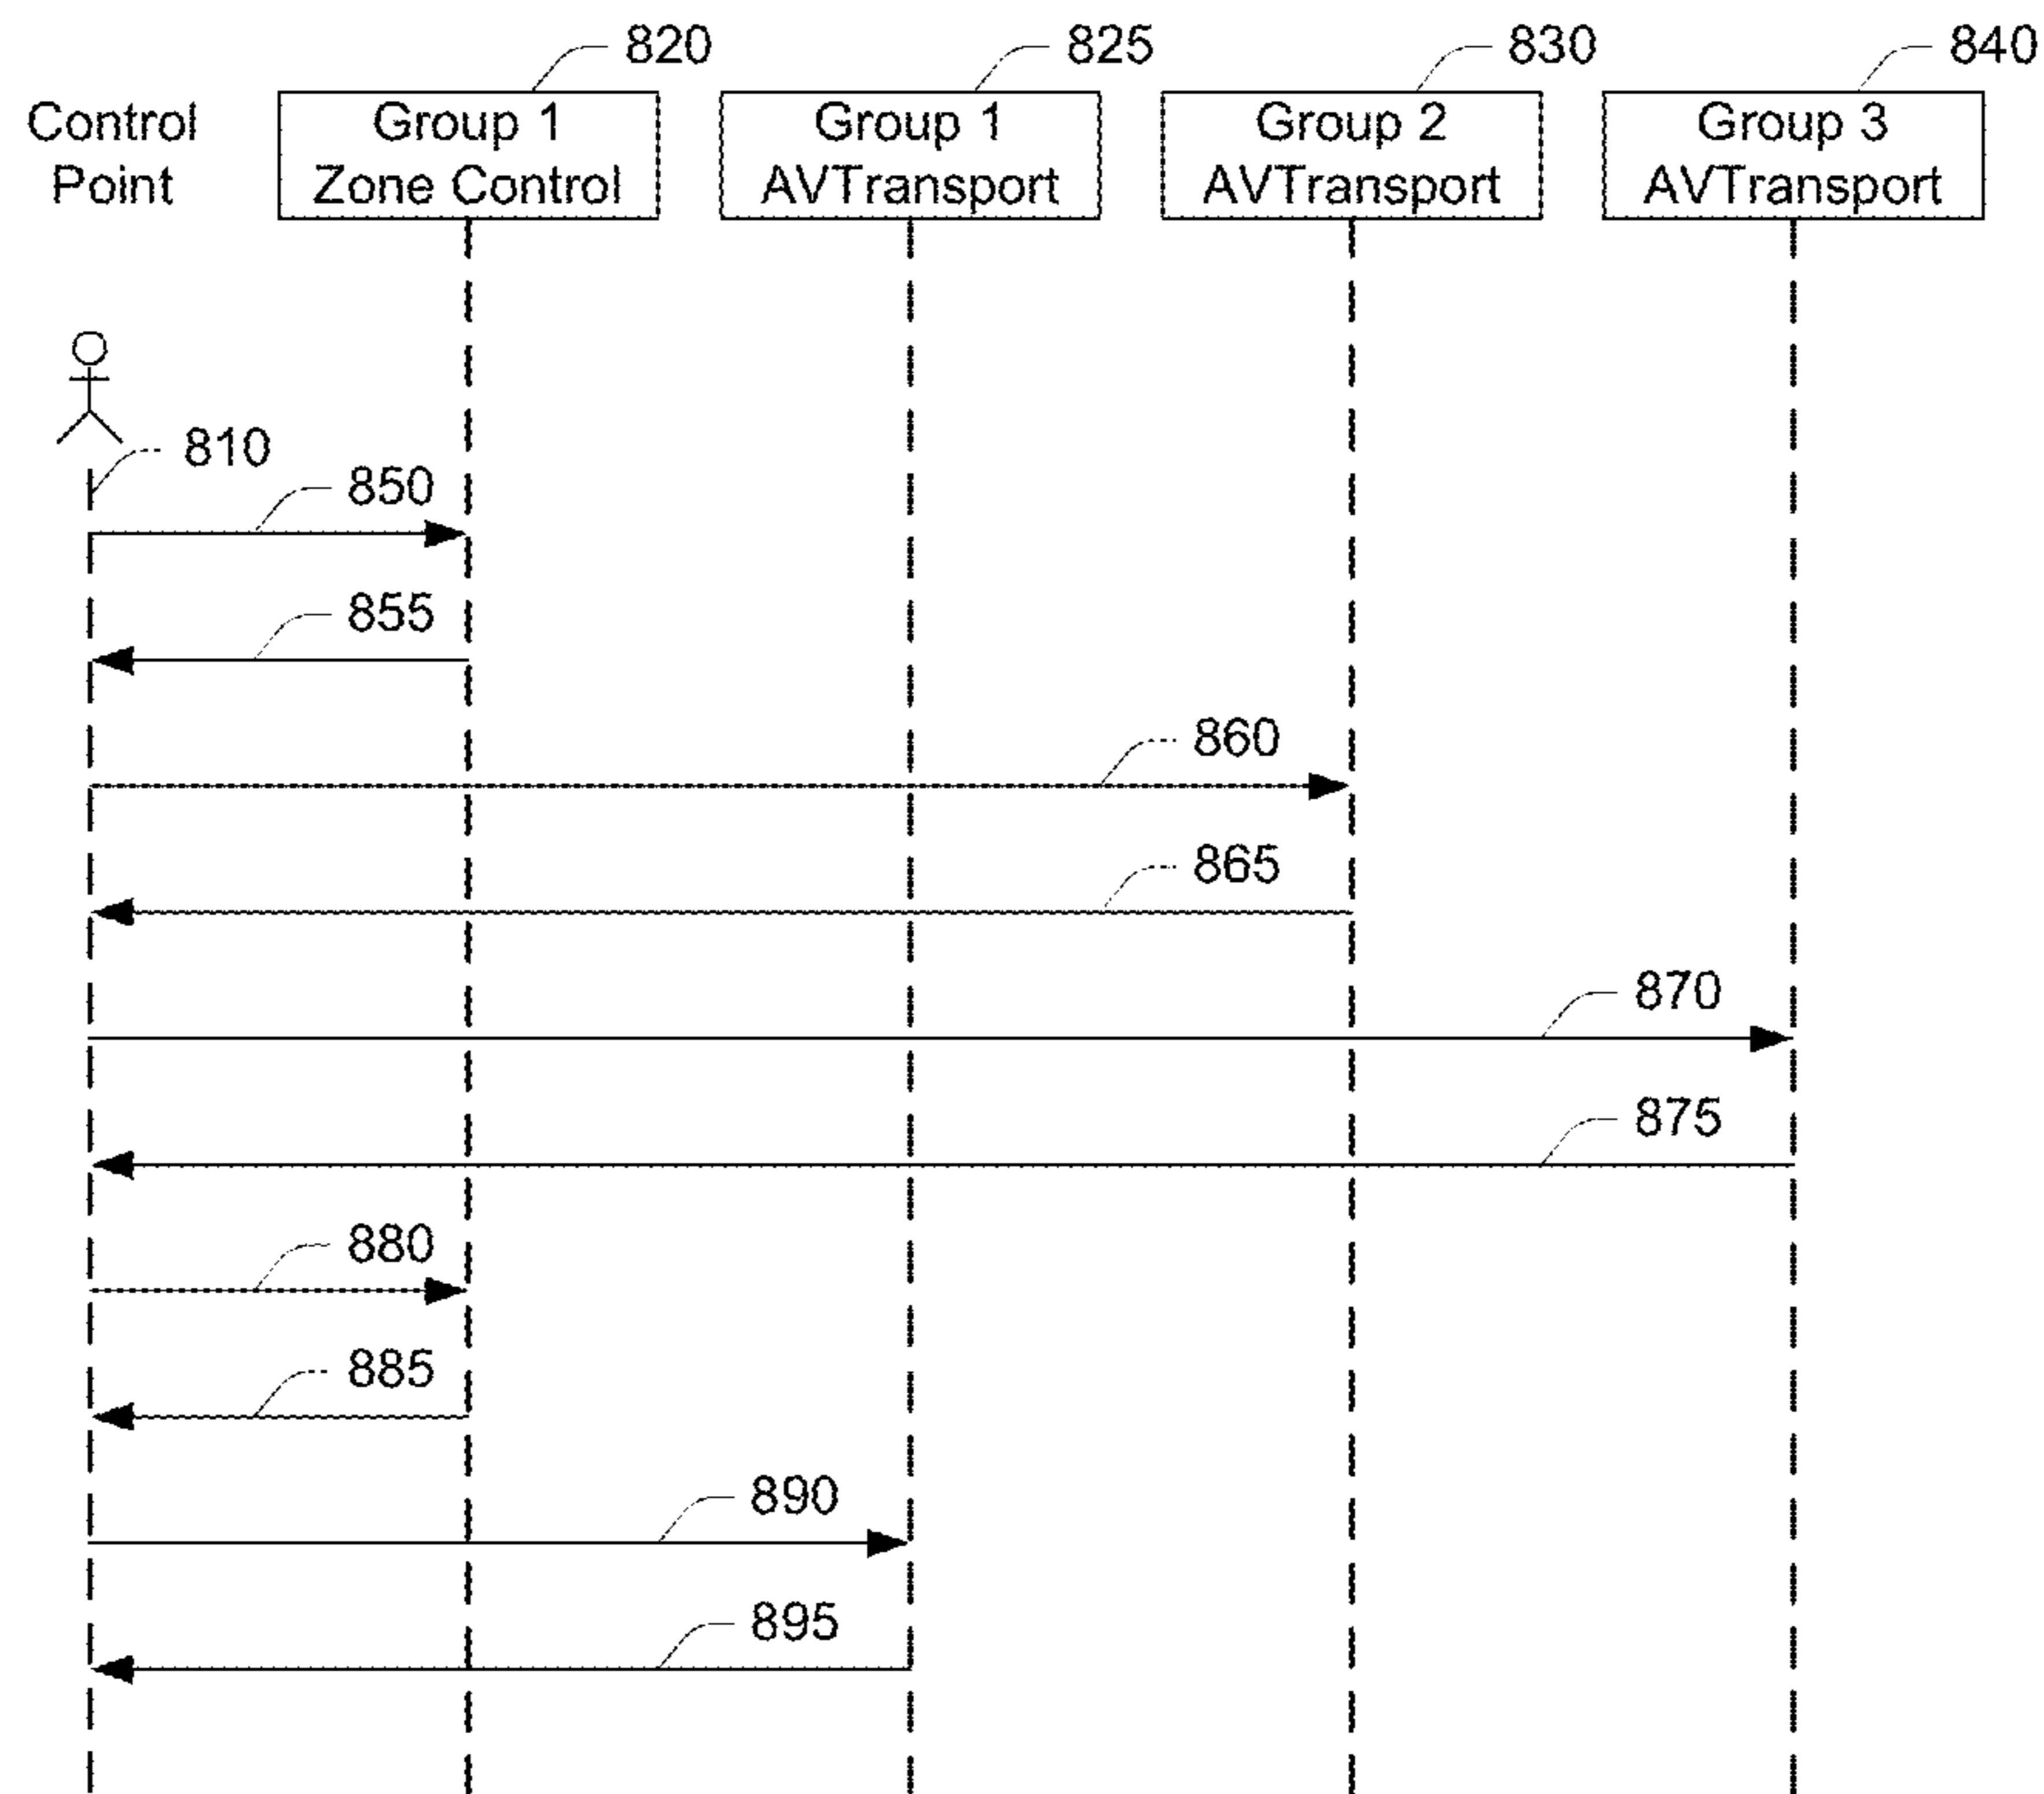 820
825
830
840
Control
Point
Group 1
Zone Control
Group 1
AVTransport
Group 2
AVTransport
Group 3
AVTransport
810
850
855
860
865
870
875
880
885
890
895